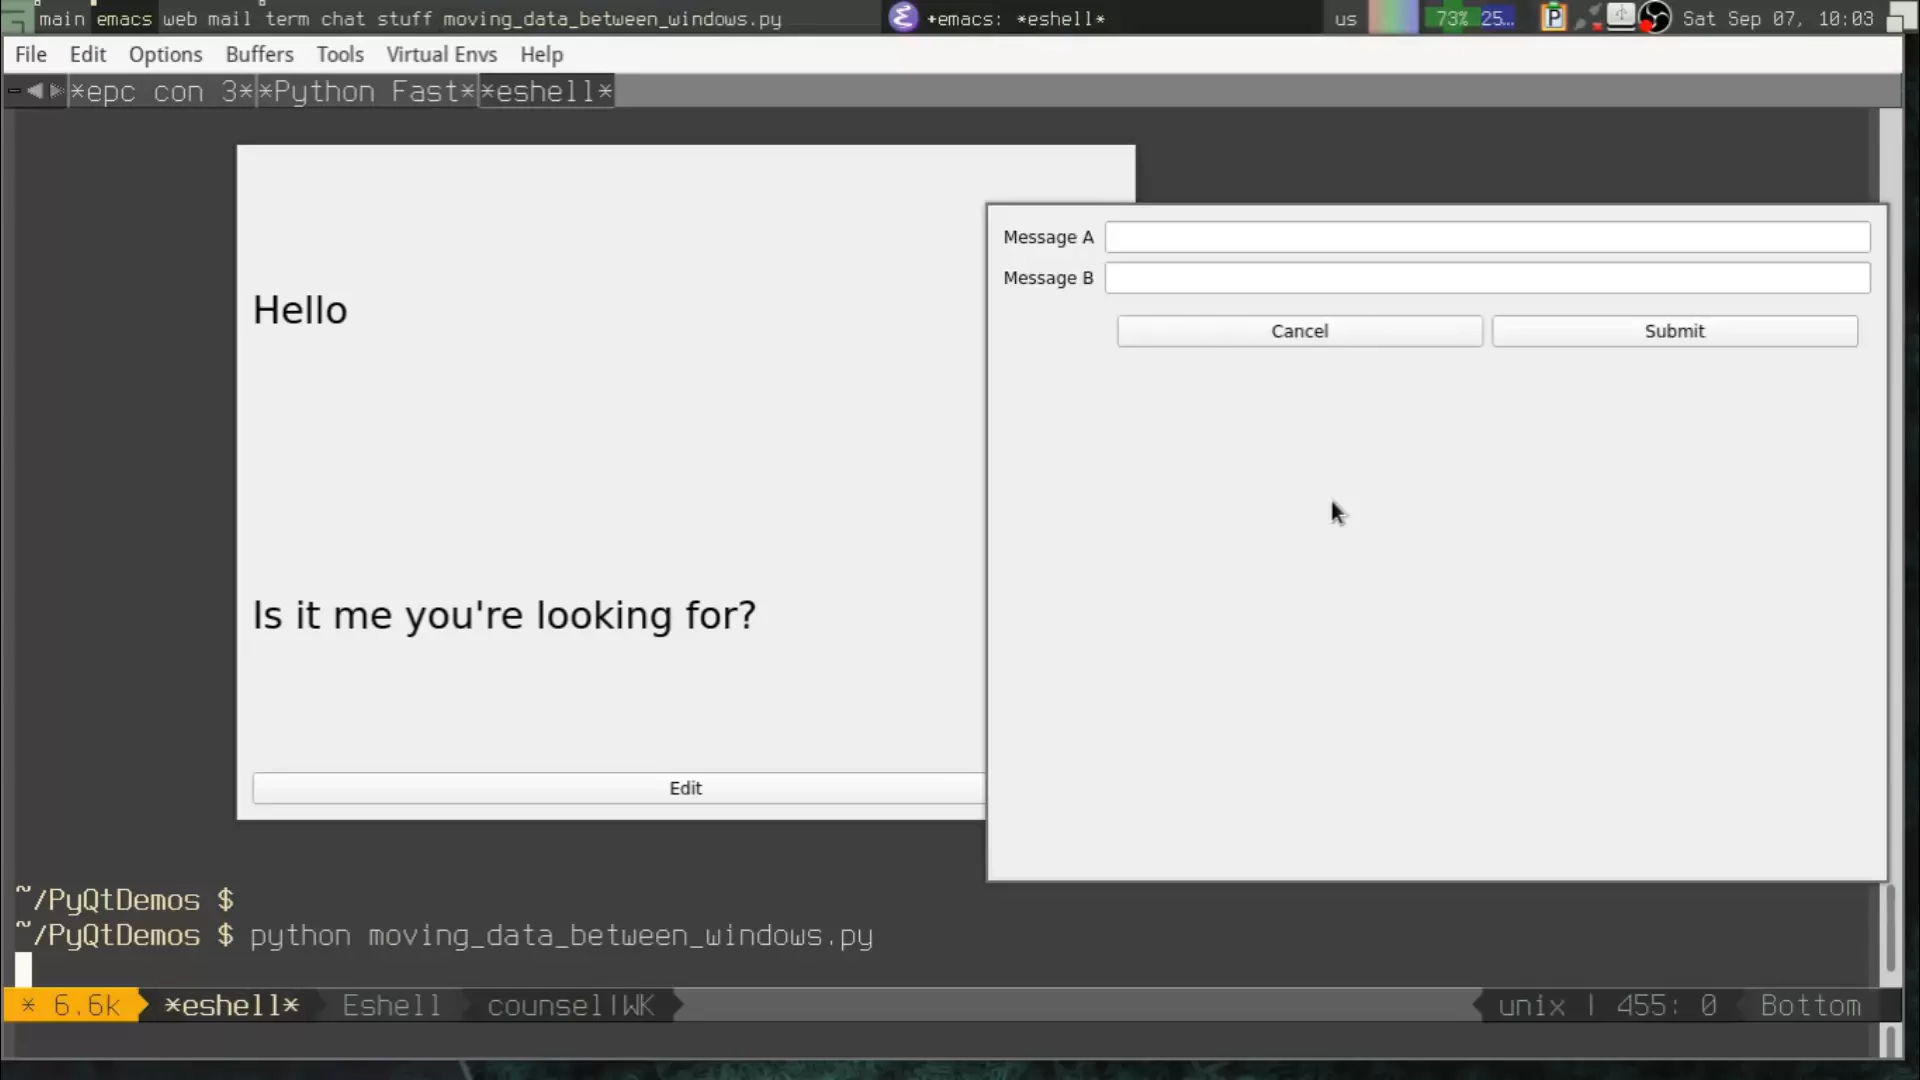 main emacs web mail term chat stuff moving_data_between_windows.py +emacs: *eshell* us 73% 25... P Sat Sep 07, 10:03
File Edit Options Buffers Tools Virtual Envs Help
*epc con 3* *Python Fast* *eshell*
Message A
Message B
Cancel Submit
Hello
Is it me you're looking for?
Edit
~/PyQtDemos $
~/PyQtDemos $ python moving_data_between_windows.py
* 6.6k *eshell* Eshell counsel|WK unix | 455: 0 Bottom